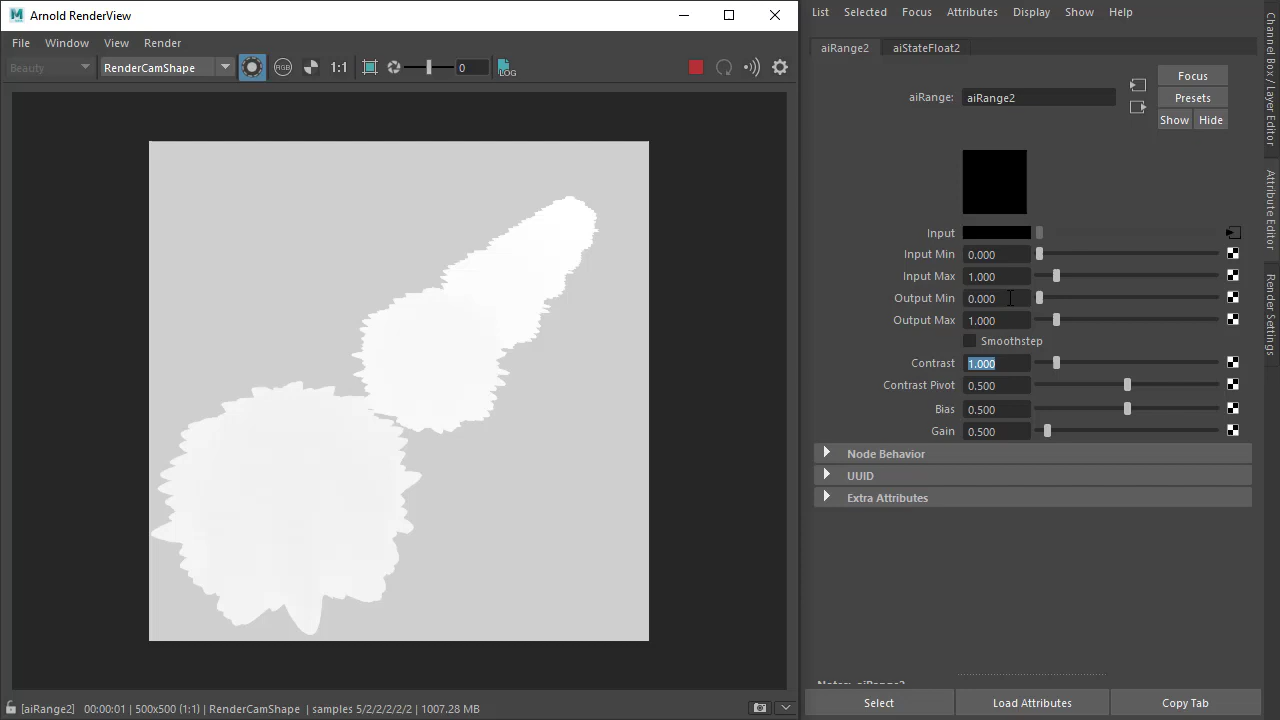 Arnold RenderView
File Window View Render
Beauty RenderCamShape RGB 1:1 0 LOG
[aiRange2] 00:00:01 | 500x500 (1:1) | RenderCamShape | samples 5/2/2/2/2/2 | 1007.28 MB
List Selected Focus Attributes Display Show Help
aiRange2 aiStateFloat2
Focus
aiRange: aiRange2
Presets
Show Hide
Input
Input Min 0.000
Input Max 1.000
Output Min 0.000
Output Max 1.000
Smoothstep
Contrast 1.000
Contrast Pivot 0.500
Bias 0.500
Gain 0.500
Node Behavior
UUID
Extra Attributes
Notes: aiRange2
Select Load Attributes Copy Tab
Channel Box / Layer Editor
Attribute Editor
Render Settings